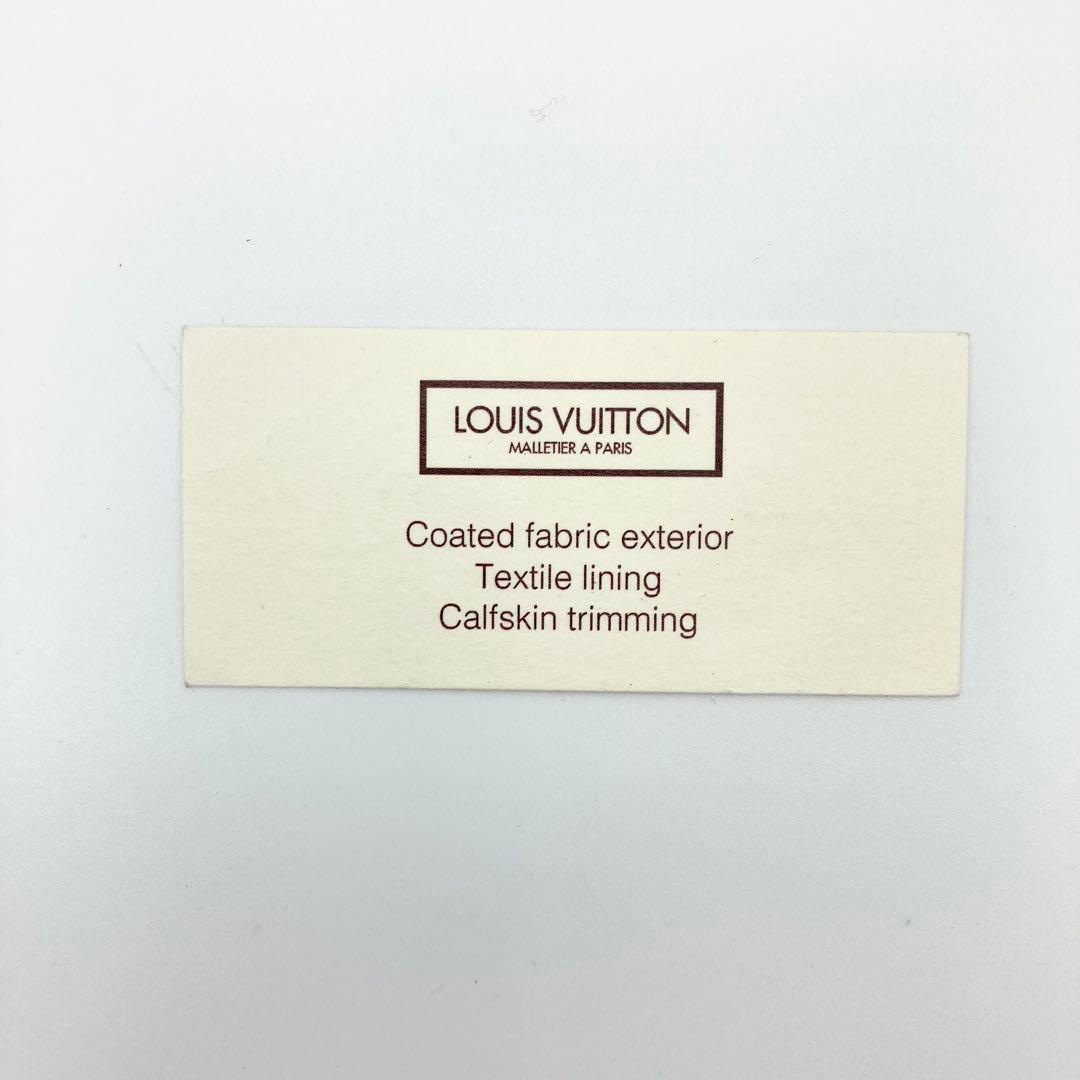 LOUIS VUITTON
MALLETIER A PARIS
Coated fabric exterior
Textile lining
Calfskin trimming